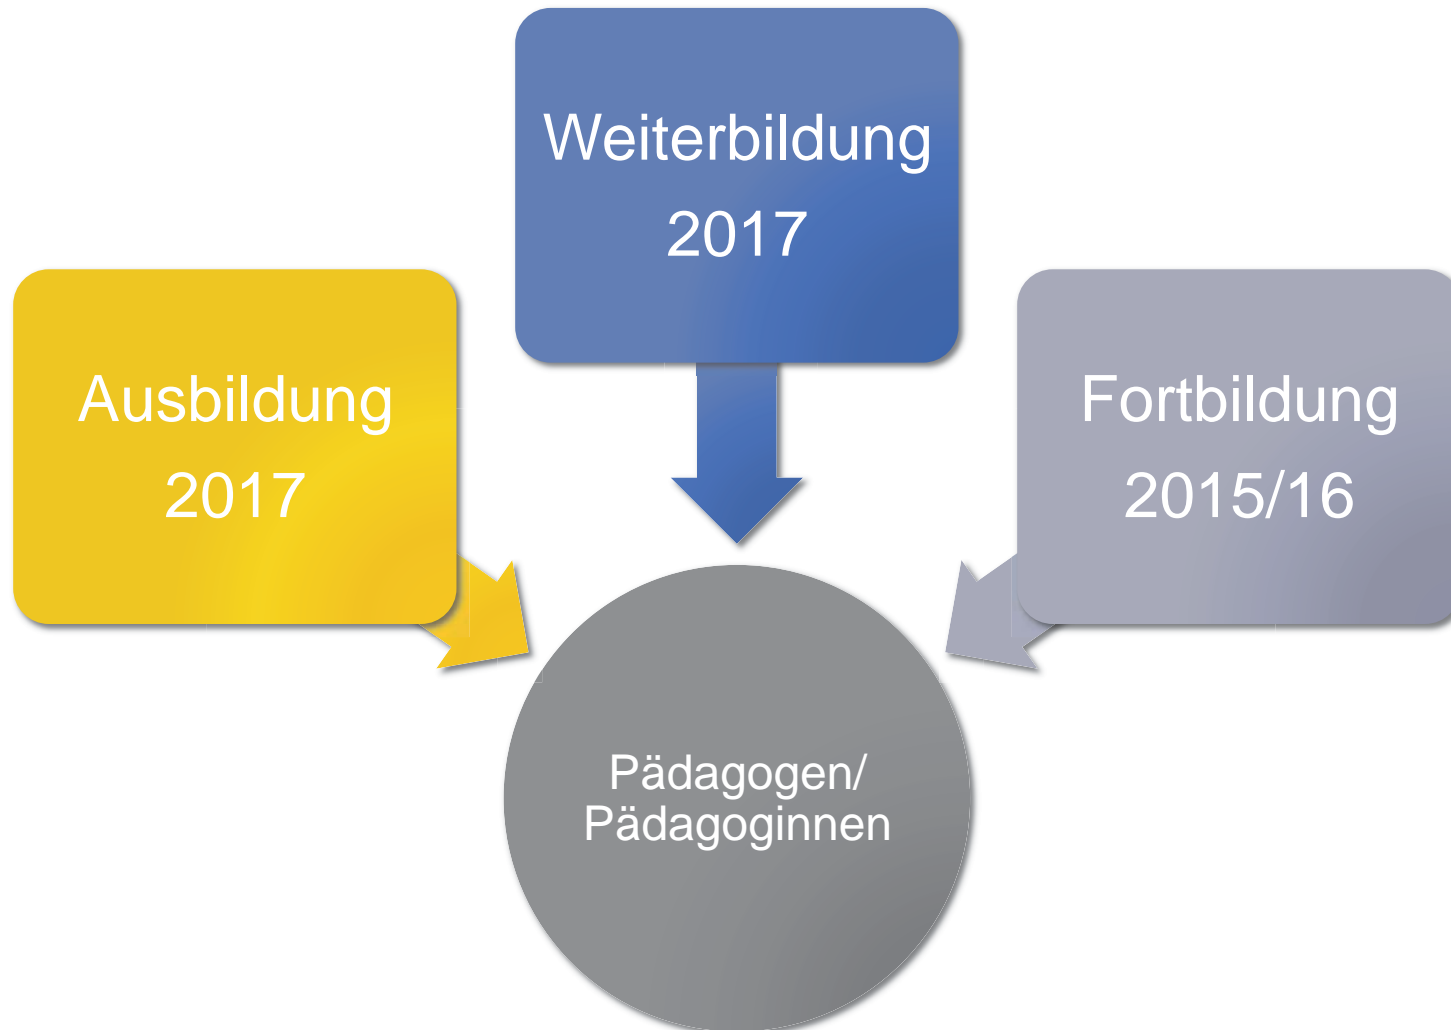 Weiterbildung
2017
Ausbildung
2017
Fortbildung
2015/16
Pädagogen/
Pädagoginnen